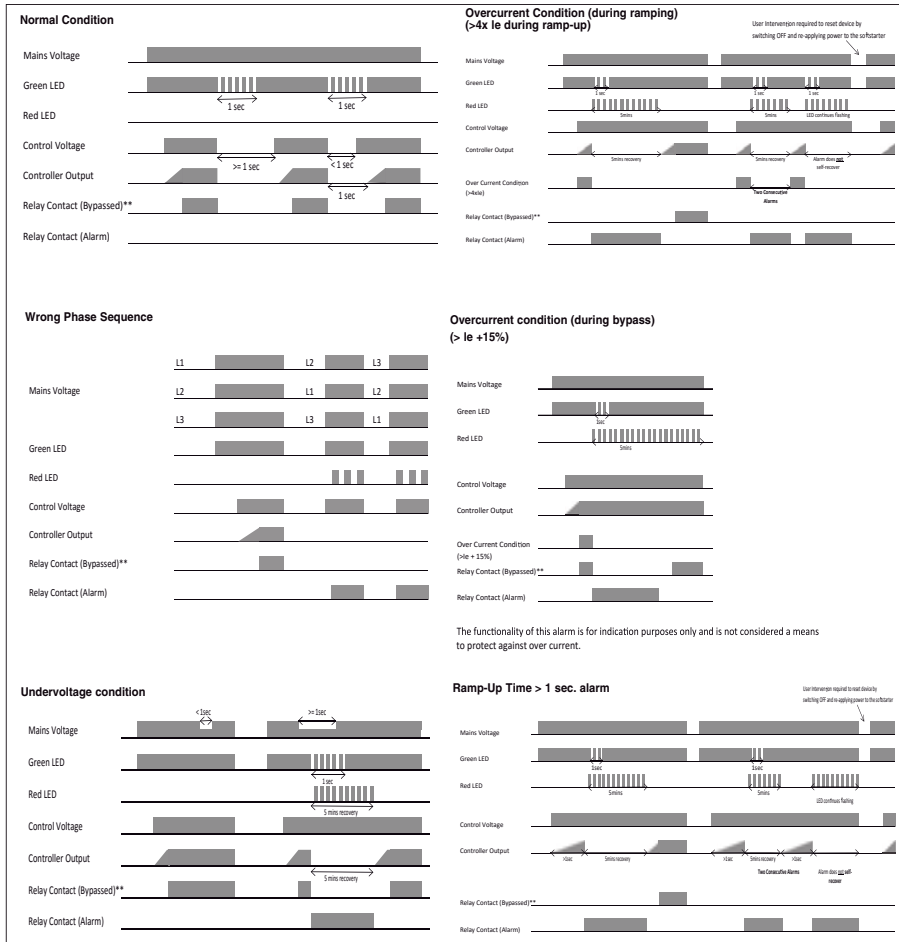 Normal Condition
Mains Voltage
Green LED
1 sec
1 sec
Red LED
Control Voltage
>= 1 sec
< 1 sec
Controller Output
1 sec
Relay Contact (Bypassed)**
Relay Contact (Alarm)
Overcurrent Condition (during ramping)
(>4x Ie during ramp-up)
User Intervention required to reset device by
switching OFF and re-applying power to the softstarter
Mains Voltage
Green LED
1 sec
1 sec
1 sec
Red LED
5mins
5mins
LED continues flashing
Control Voltage
Controller Output
5mins recovery
5mins recovery
Alarm does not
self-recover
Over Current Condition
(>4xIe)
Two Consecutive
Alarms
Relay Contact (Bypassed)**
Relay Contact (Alarm)
Wrong Phase Sequence
L1
L2
L3
Mains Voltage
L2
L1
L2
L3
L3
L1
Green LED
Red LED
Control Voltage
Controller Output
Relay Contact (Bypassed)**
Relay Contact (Alarm)
Overcurrent condition (during bypass)
(> Ie +15%)
Mains Voltage
Green LED
1sec
Red LED
5mins
Control Voltage
Controller Output
Over Current Condition
(>Ie + 15%)
Relay Contact (Bypassed)**
Relay Contact (Alarm)
The functionality of this alarm is for indication purposes only and is not considered a means
to protect against over current.
Undervoltage condition
< 1sec
>= 1sec
Mains Voltage
Green LED
1 sec
Red LED
5 mins recovery
Control Voltage
Controller Output
5 mins recovery
Relay Contact (Bypassed)**
Relay Contact (Alarm)
Ramp-Up Time > 1 sec. alarm
User Intervention required to reset device by
switching OFF and re-applying power to the softstarter
Mains Voltage
Green LED
1sec
1sec
Red LED
5mins
5mins
LED continues flashing
Control Voltage
Controller Output
>1sec
5mins recovery
>1sec
5mins recovery
>1sec
Two Consecutive Alarms
Alarm does not self-
recover
Relay Contact (Bypassed)**
Relay Contact (Alarm)